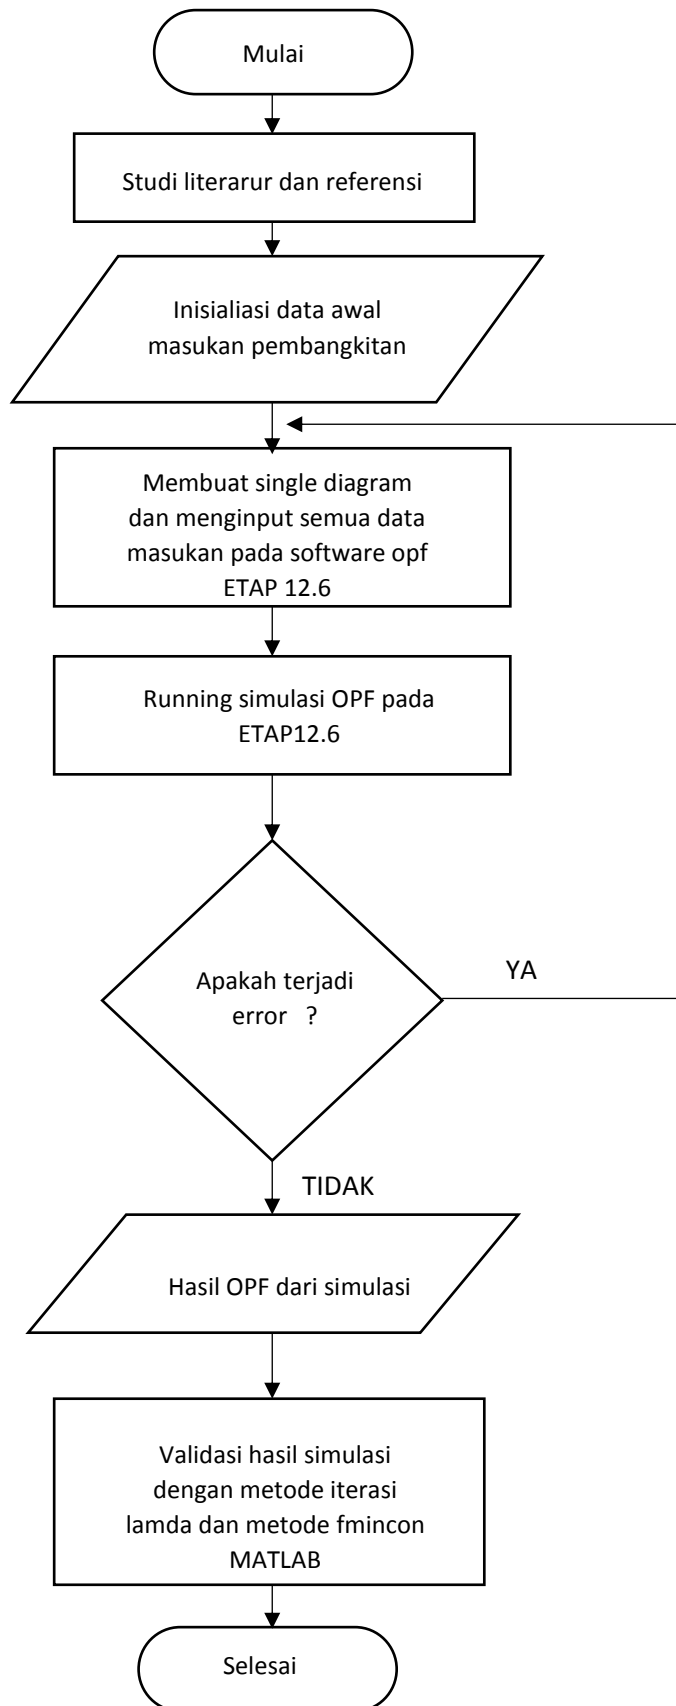 Mulai
Studi literarur dan referensi
Inisialiasi data awal
masukan pembangkitan
Membuat single diagram
dan menginput semua data
masukan pada software opf
ETAP 12.6
Running simulasi OPF pada
ETAP12.6
Apakah terjadi
error ?
YA
TIDAK
Hasil OPF dari simulasi
Validasi hasil simulasi
dengan metode iterasi
lamda dan metode fmincon
MATLAB
Selesai